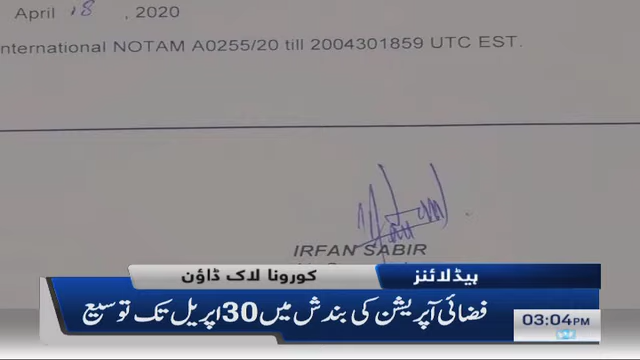 April 18, 2020
nternational NOTAM A0255/20 till 2004301859 UTC EST.
IRFAN SABIR
ہیڈلائنز
کورونا لاک ڈاؤن
فضائی آپریشن کی بندش میں 30 اپریل تک توسیع
03:04 PM